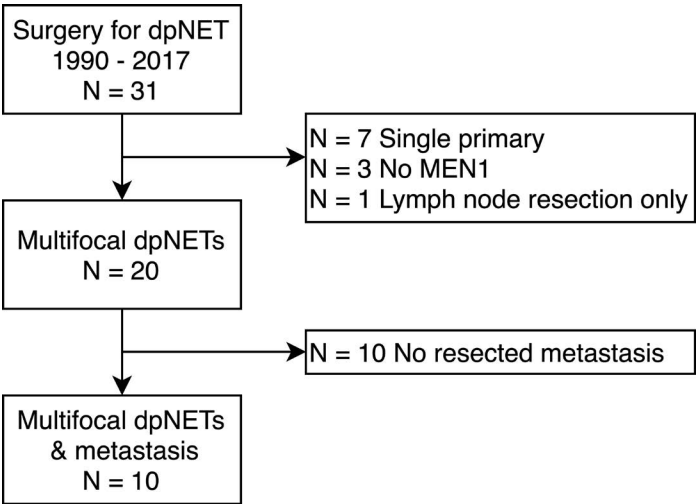 Surgery for dpNET
1990 - 2017
N = 31
N = 7 Single primary
N = 3 No MEN1
N = 1 Lymph node resection only
Multifocal dpNETs
N = 20
N = 10 No resected metastasis
Multifocal dpNETs
& metastasis
N = 10